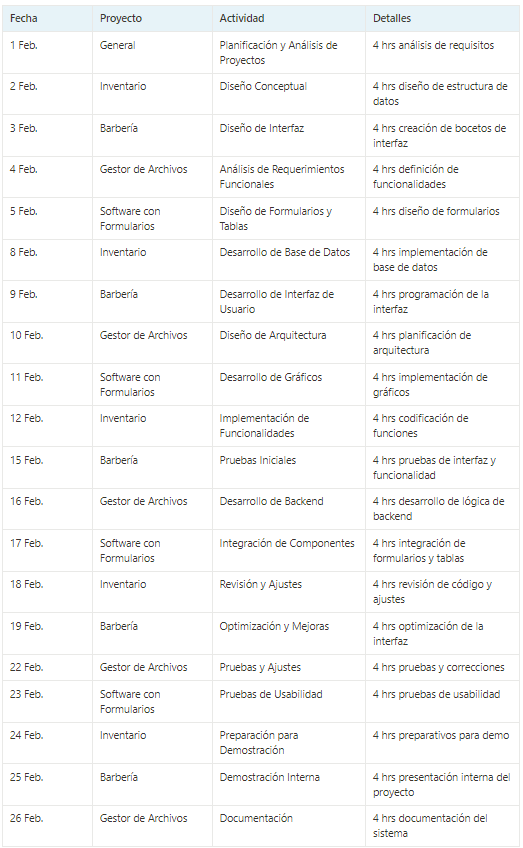 Fecha Proyecto Actividad Detalles
1 Feb. General Planificación y Análisis de 4 hrs análisis de requisitos
Proyectos
2 Feb. Inventario Diseño Conceptual 4 hrs diseño de estructura de
datos
3 Feb. Barbería Diseño de Interfaz 4 hrs creación de bocetos de
interfaz
4 Feb. Gestor de Archivos Análisis de Requerimientos 4 hrs definición de
Funcionales funcionalidades
5 Feb. Software con Diseño de Formularios y 4 hrs diseño de formularios
Formularios Tablas
8 Feb. Inventario Desarrollo de Base de Datos 4 hrs implementación de
base de datos
9 Feb. Barbería Desarrollo de Interfaz de 4 hrs programación de la
Usuario interfaz
10 Feb. Gestor de Archivos Diseño de Arquitectura 4 hrs planificación de
arquitectura
11 Feb. Software con Desarrollo de Gráficos 4 hrs implementación de
Formularios gráficos
12 Feb. Inventario Implementación de 4 hrs codificación de
Funcionalidades funciones
15 Feb. Barbería Pruebas Iniciales 4 hrs pruebas de interfaz y
funcionalidad
16 Feb. Gestor de Archivos Desarrollo de Backend 4 hrs desarrollo de lógica de
backend
17 Feb. Software con Integración de Componentes 4 hrs integración de
Formularios formularios y tablas
18 Feb. Inventario Revisión y Ajustes 4 hrs revisión de código y
ajustes
19 Feb. Barbería Optimización y Mejoras 4 hrs optimización de la
interfaz
22 Feb. Gestor de Archivos Pruebas y Ajustes 4 hrs pruebas y correcciones
23 Feb. Software con Pruebas de Usabilidad 4 hrs pruebas de usabilidad
Formularios
24 Feb. Inventario Preparación para 4 hrs preparativos para demo
Demostración
25 Feb. Barbería Demostración Interna 4 hrs presentación interna del
proyecto
26 Feb. Gestor de Archivos Documentación 4 hrs documentación del
sistema